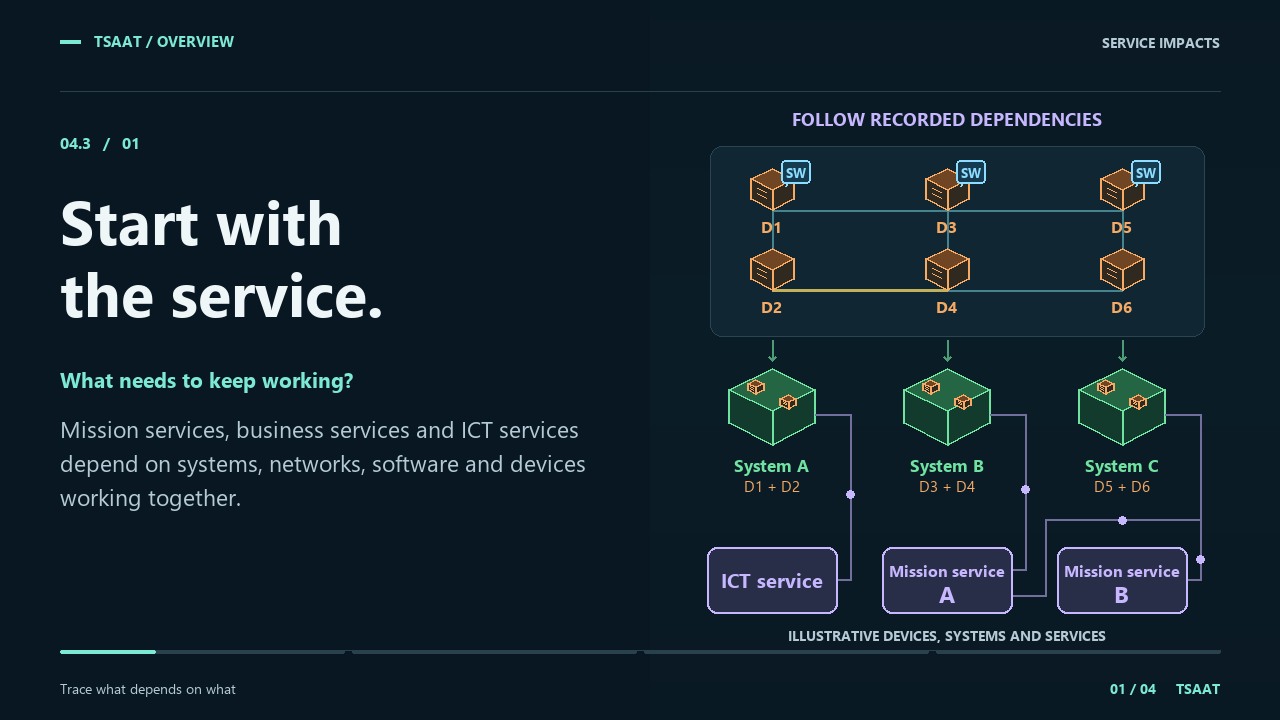 TSAAT / OVERVIEW
SERVICE IMPACTS
04.3 / 01
Start with
the service.
What needs to keep working?
Mission services, business services and ICT services
depend on systems, networks, software and devices
working together.
FOLLOW RECORDED DEPENDENCIES
SW SW SW
D1 D3 D5
D2 D4 D6
System A System B System C
D1 + D2 D3 + D4 D5 + D6
ICT service
Mission service
A
Mission service
B
ILLUSTRATIVE DEVICES, SYSTEMS AND SERVICES
Trace what depends on what
01 / 04 TSAAT